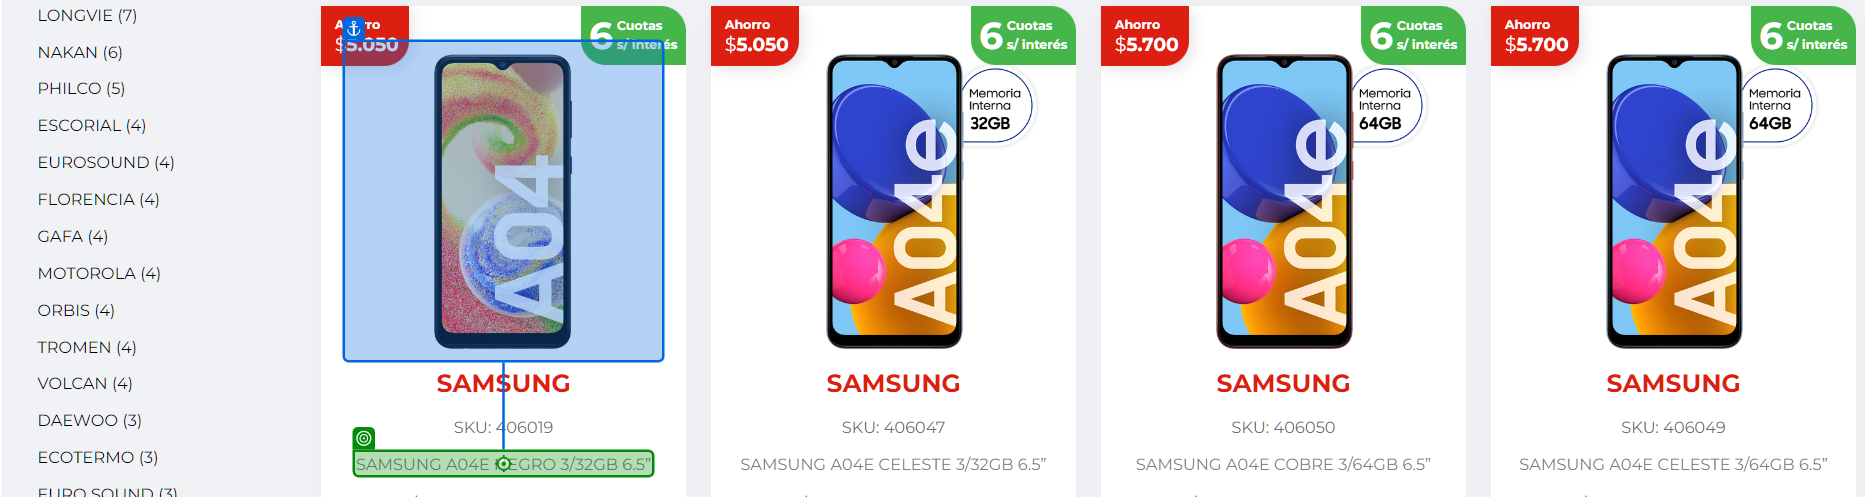 LONGVIE (7)
NAKAN (6)
PHILCO (5)
ESCORIAL (4)
EUROSOUND (4)
FLORENCIA (4)
GAFA (4)
MOTOROLA (4)
ORBIS (4)
TROMEN (4)
VOLCAN (4)
DAEWOO (3)
ECOTERMO (3)
EURO SOUND (3)
Ahorro
$5.050
6 Cuotas
s/ interés
A04
SAMSUNG
SKU: 406019
SAMSUNG A04E NEGRO 3/32GB 6.5”
Ahorro
$5.050
6 Cuotas
s/ interés
Memoria
Interna
32GB
A04e
SAMSUNG
SKU: 406047
SAMSUNG A04E CELESTE 3/32GB 6.5”
Ahorro
$5.700
6 Cuotas
s/ interés
Memoria
Interna
64GB
A04e
SAMSUNG
SKU: 406050
SAMSUNG A04E COBRE 3/64GB 6.5”
Ahorro
$5.700
6 Cuotas
s/ interés
Memoria
Interna
64GB
A04e
SAMSUNG
SKU: 406049
SAMSUNG A04E CELESTE 3/64GB 6.5”